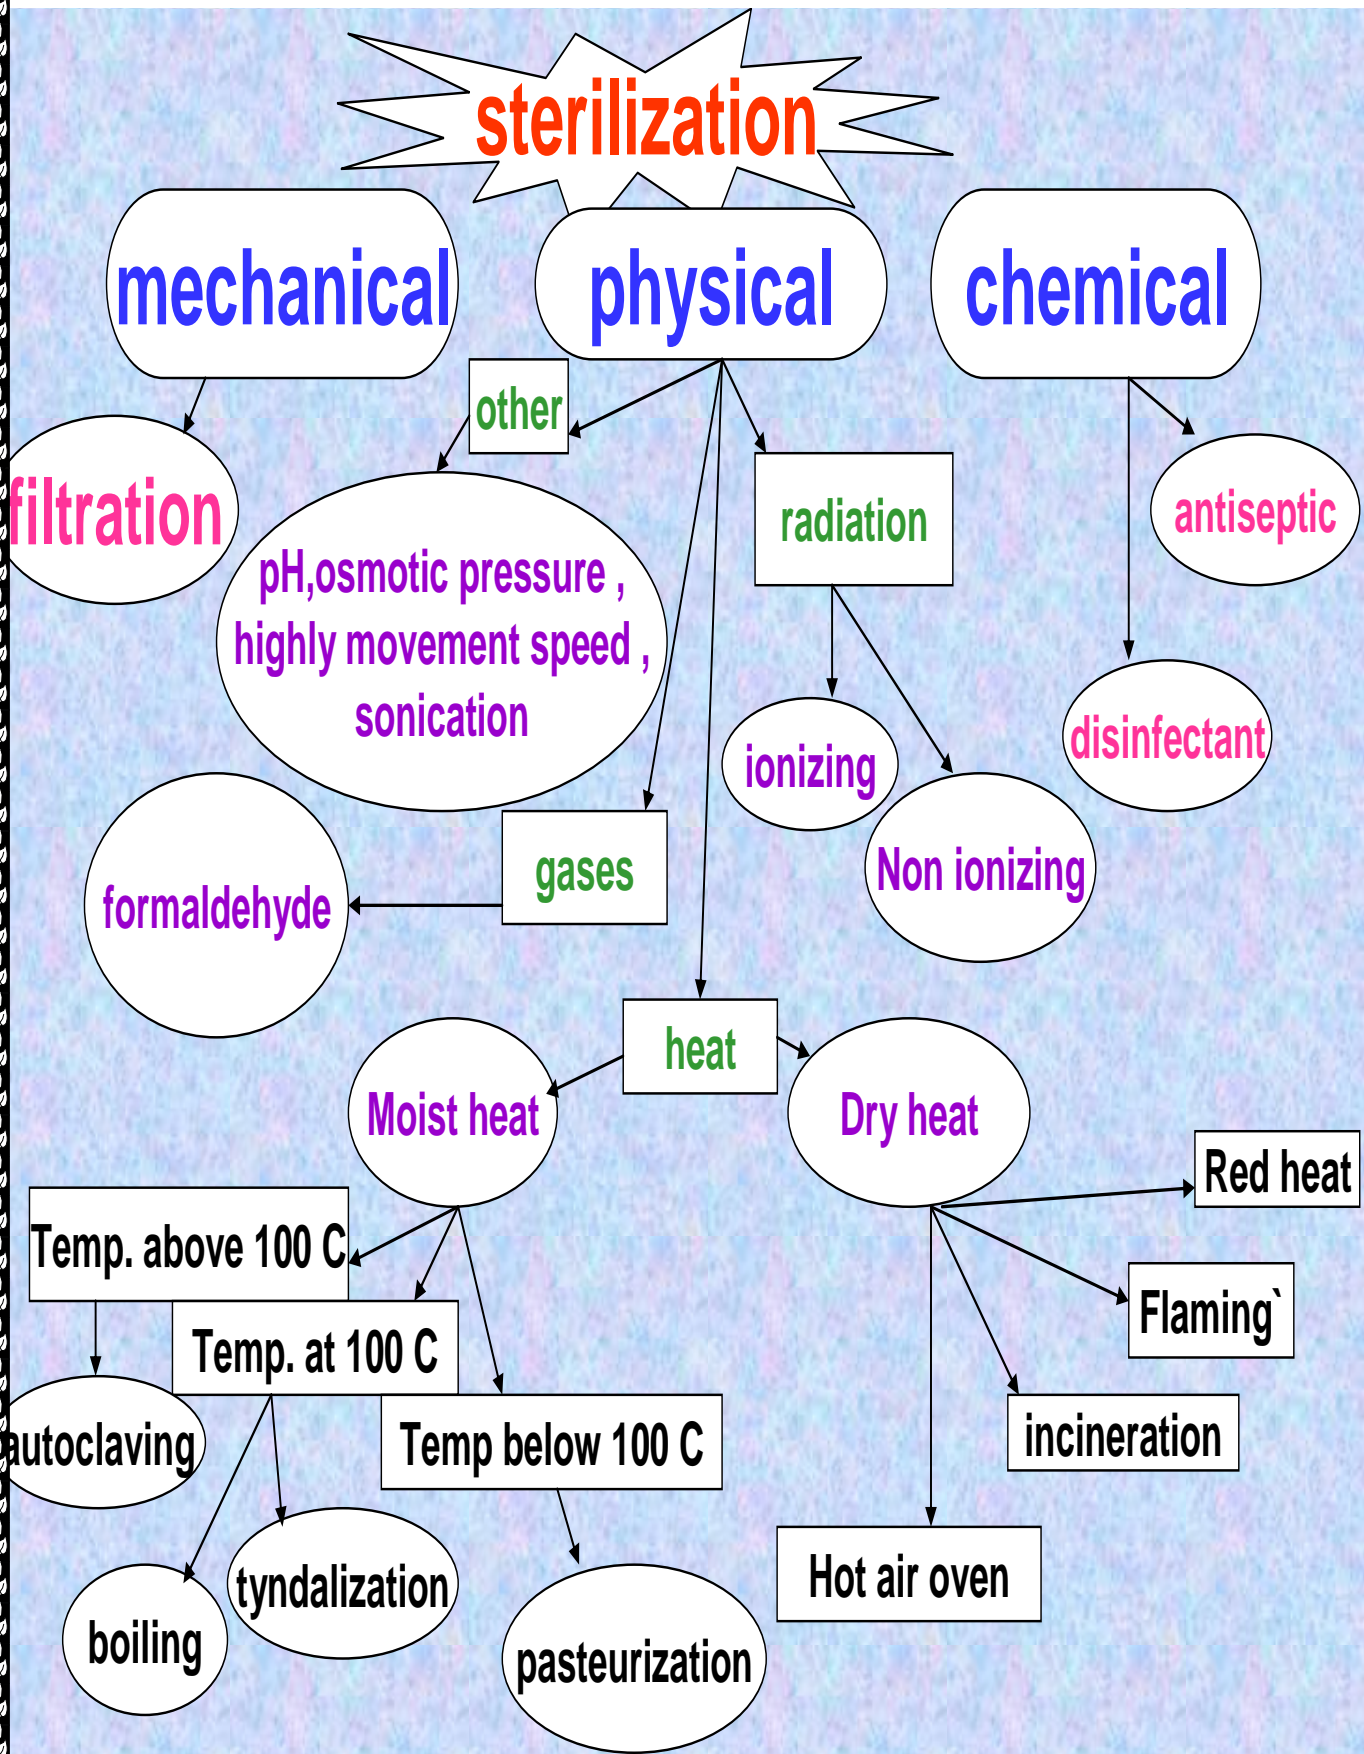 sterilization
mechanical
physical
chemical
other
filtration
radiation
antiseptic
pH,osmotic pressure ,
highly movement speed ,
sonication
ionizing
disinfectant
Non ionizing
gases
formaldehyde
heat
Moist heat
Dry heat
Red heat
Temp. above 100 C
Flaming`
Temp. at 100 C
incineration
autoclaving
Temp below 100 C
Hot air oven
tyndalization
boiling
pasteurization